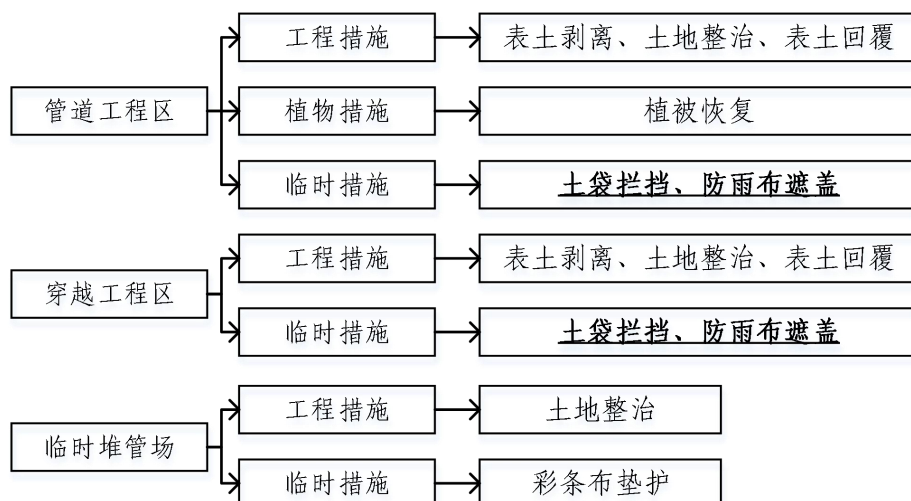 工程措施
表土剥离、土地整治、表土回覆
管道工程区
植物措施
植被恢复
临时措施
土袋拦挡、防雨布遮盖
工程措施
表土剥离、土地整治、表土回覆
穿越工程区
临时措施
土袋拦挡、防雨布遮盖
工程措施
土地整治
临时堆管场
临时措施
彩条布垫护